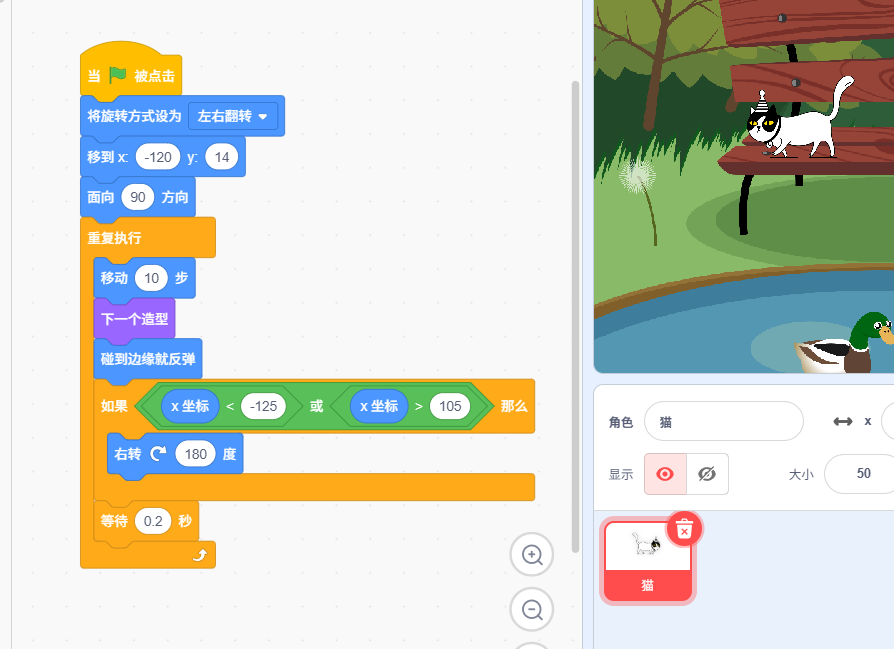 当 被点击
将旋转方式设为 左右翻转
移到 x: -120 y: 14
面向 90 方向
重复执行
移动 10 步
下一个造型
碰到边缘就反弹
如果 x 坐标 < -125 或 x 坐标 > 105 那么
右转 180 度
等待 0.2 秒
角色 猫 x
显示 大小 50
猫